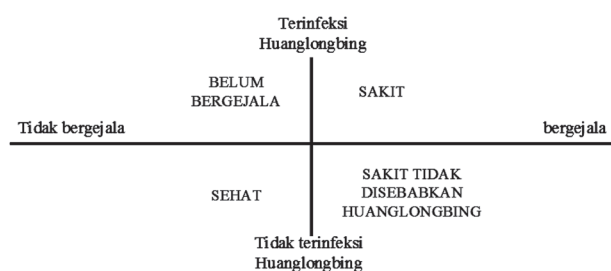 Terinfeksi
Huanglongbing
BELUM
BERGEJALA
SAKIT
Tidak bergejala
bergejala
SEHAT
SAKIT TIDAK
DISEBABKAN
HUANGLONGBING
Tidak terinfeksi
Huanglongbing